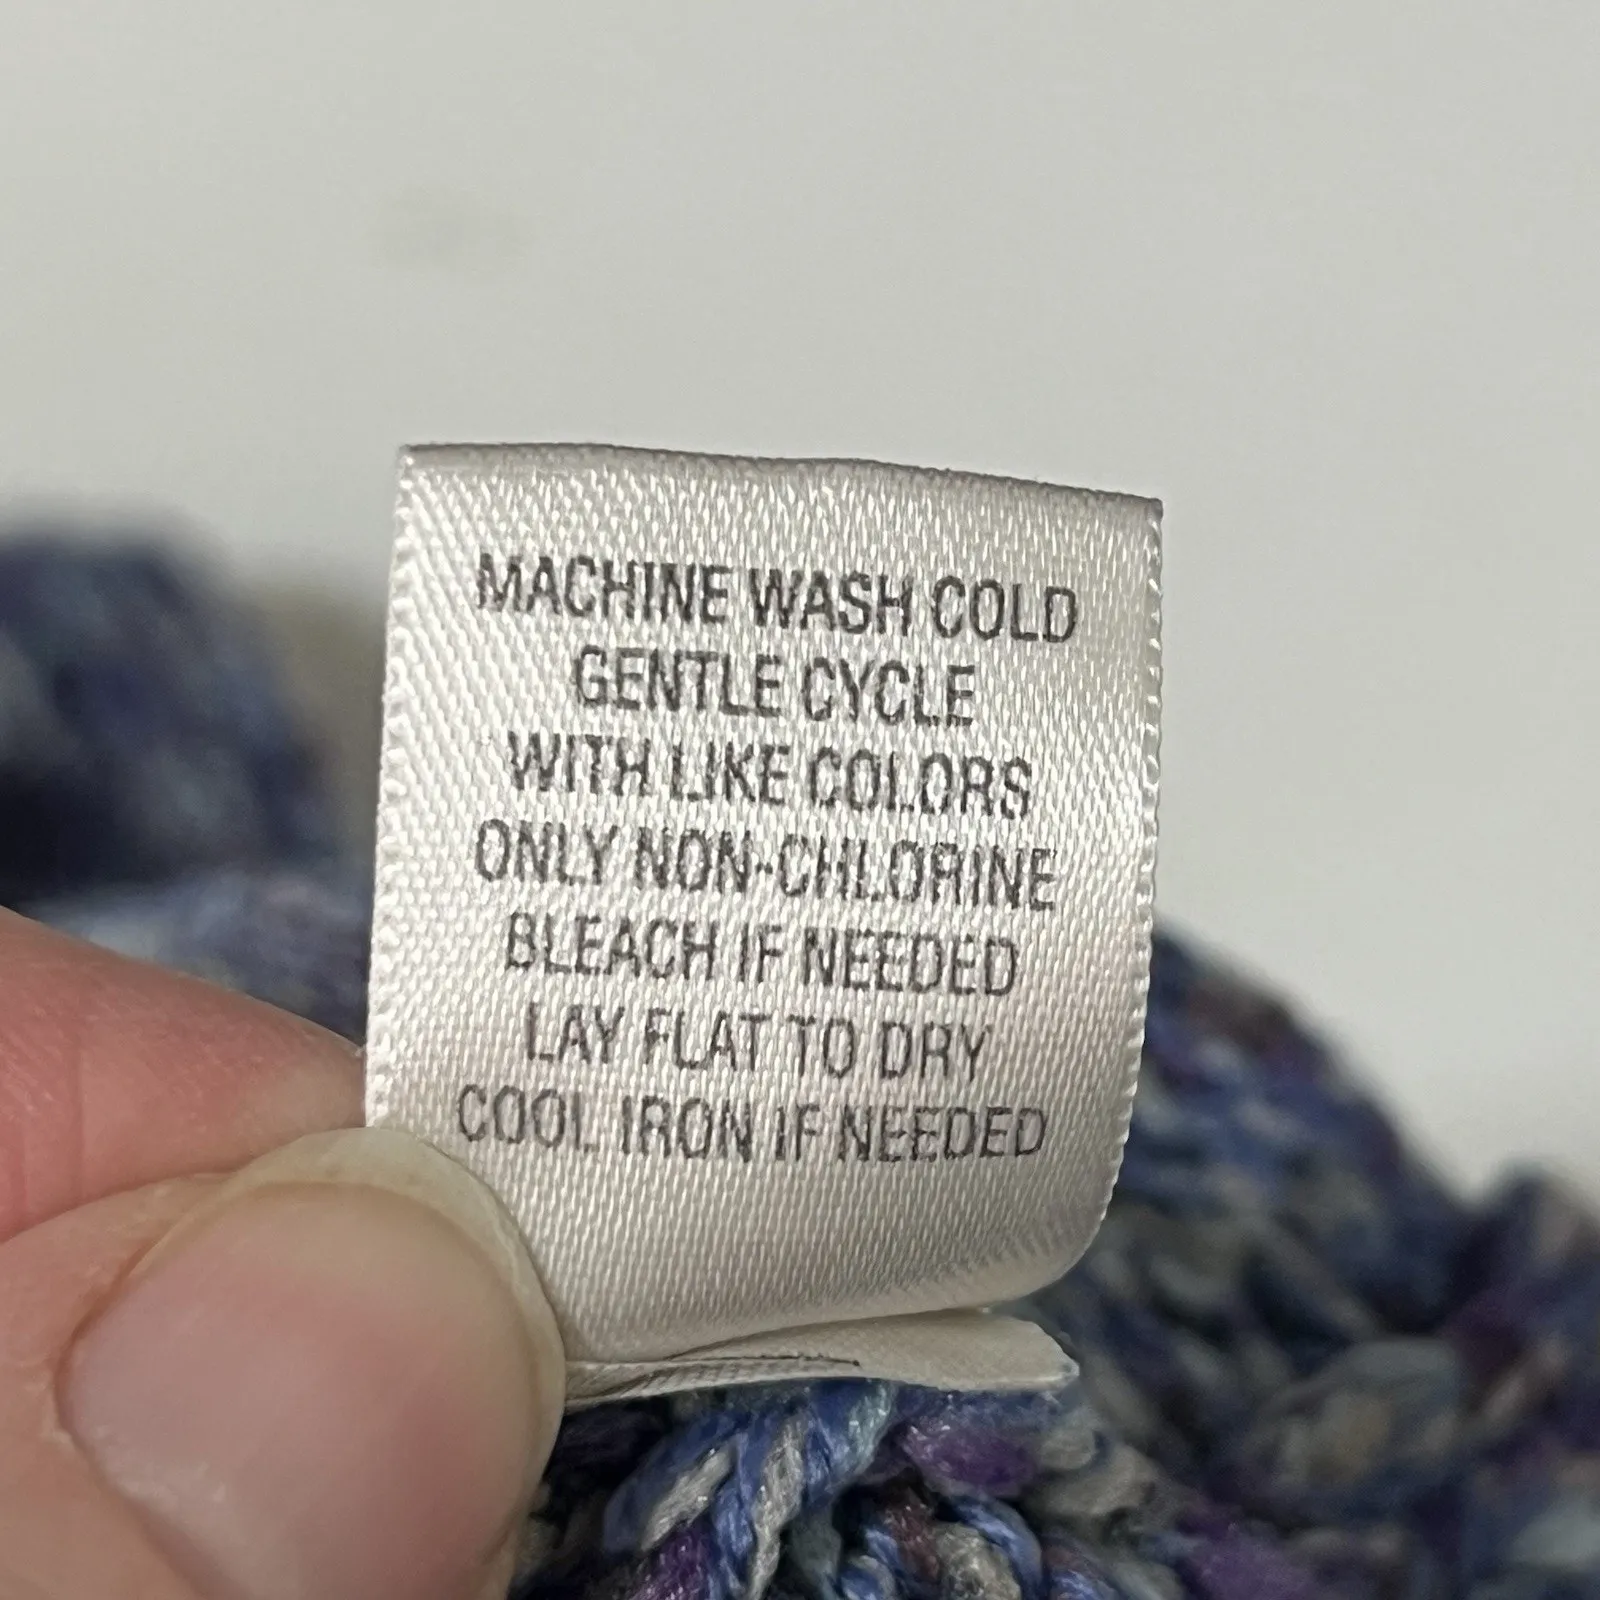 MACHINE WASH COLD
GENTLE CYCLE
WITH LIKE COLORS
ONLY NON-CHLORINE
BLEACH IF NEEDED
LAY FLAT TO DRY
COOL IRON IF NEEDED